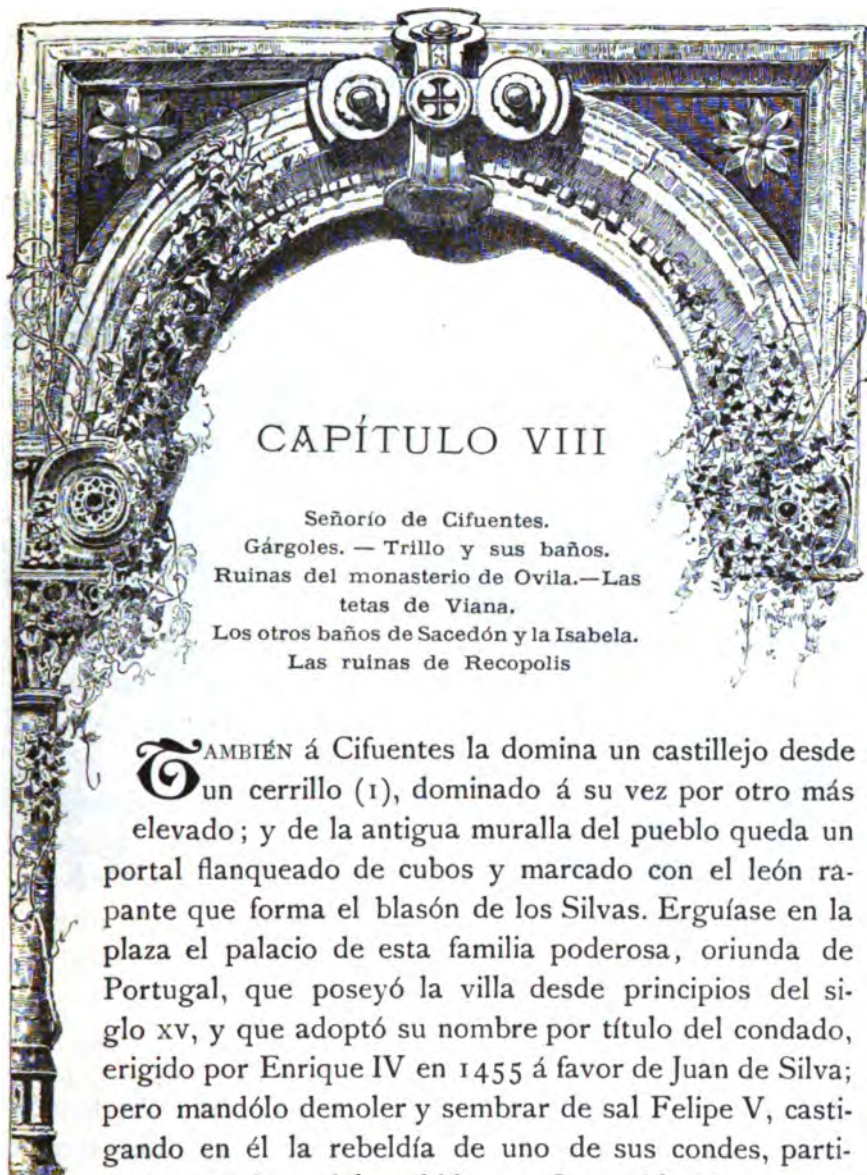 CAPÍTULO VIII
Señorío de Cifuentes.
Gárgoles. — Trillo y sus baños.
Ruinas del monasterio de Ovila.—Las
tetas de Viana.
Los otros baños de Sacedón y la Isabela.
Las ruinas de Recopolis
TAMBIÉN á Cifuentes la domina un castillejo desde
un cerrillo (1), dominado á su vez por otro más
elevado; y de la antigua muralla del pueblo queda un
portal flanqueado de cubos y marcado con el león ra-
pante que forma el blasón de los Silvas. Erguíase en la
plaza el palacio de esta familia poderosa, oriunda de
Portugal, que poseyó la villa desde principios del si-
glo XV, y que adoptó su nombre por título del condado,
erigido por Enrique IV en 1455 á favor de Juan de Silva;
pero mandólo demoler y sembrar de sal Felipe V, casti-
gando en él la rebeldía de uno de sus condes, parti-